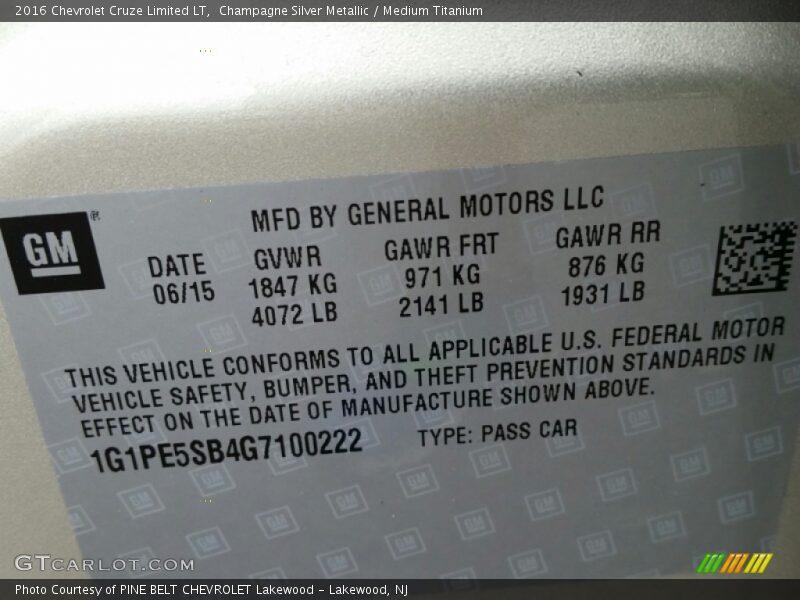 2016 Chevrolet Cruze Limited LT,  Champagne Silver Metallic / Medium Titanium
GM ®
MFD BY GENERAL MOTORS LLC
DATE GVWR GAWR FRT GAWR RR
06/15 1847 KG 971 KG 876 KG
4072 LB 2141 LB 1931 LB
THIS VEHICLE CONFORMS TO ALL APPLICABLE U.S. FEDERAL MOTOR
VEHICLE SAFETY, BUMPER, AND THEFT PREVENTION STANDARDS IN
EFFECT ON THE DATE OF MANUFACTURE SHOWN ABOVE.
1G1PE5SB4G7100222 TYPE: PASS CAR
GTCARLOT.COM
Photo Courtesy of PINE BELT CHEVROLET Lakewood - Lakewood, NJ